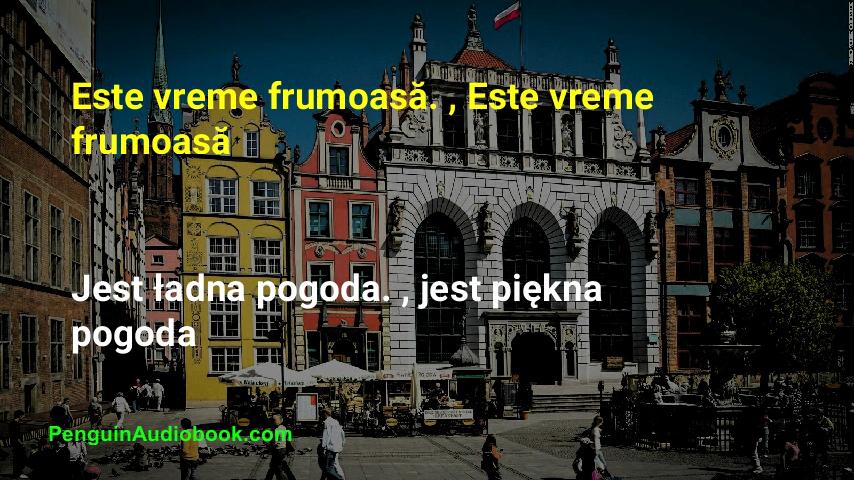 Este vreme frumoasă. , Este vreme
frumoasă
Jest ładna pogoda. , jest piękna
pogoda
PenguinAudiobook.com